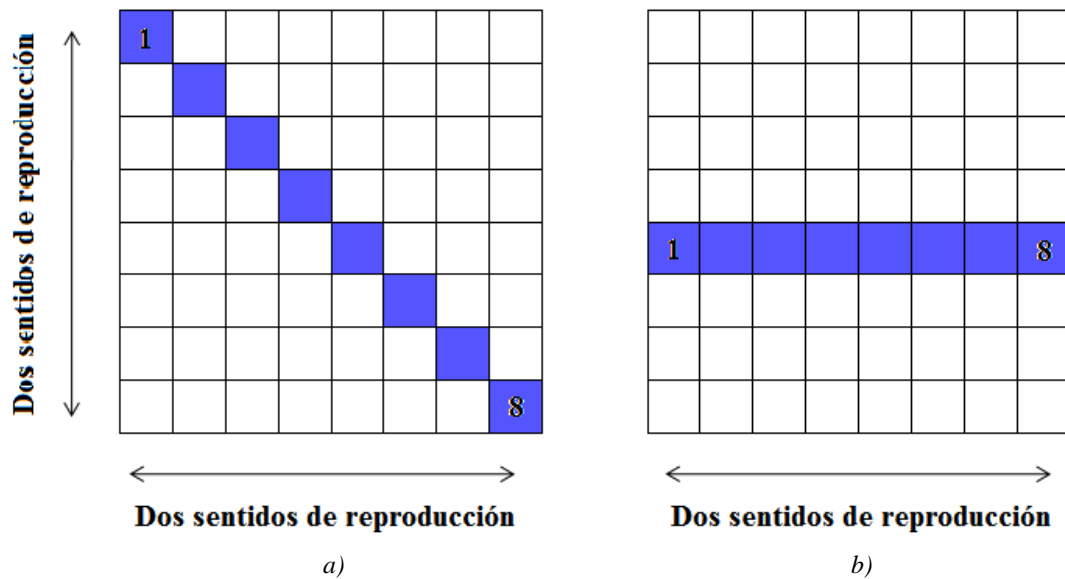 Dos sentidos de reproducción
1
8
Dos sentidos de reproducción
a)
1
8
Dos sentidos de reproducción
b)